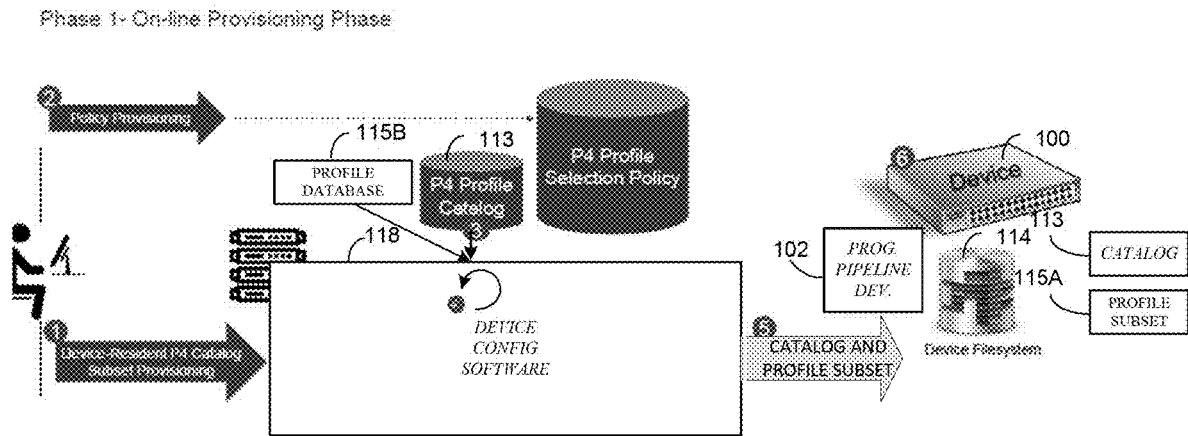 Phase 1- On-line Provisioning Phase
2
Policy Provisioning
115B
113
PROFILE
DATABASE
P4 Profile
Catalog
3
P4 Profile
Selection Policy
6
100
Device
118
4
DEVICE
CONFIG
SOFTWARE
102
PROG.
PIPELINE
DEV.
114
113
CATALOG
115A
PROFILE
SUBSET
Device Filesystem
1
Device-Resident P4 Catalog
Subset Provisioning
5
CATALOG AND
PROFILE SUBSET